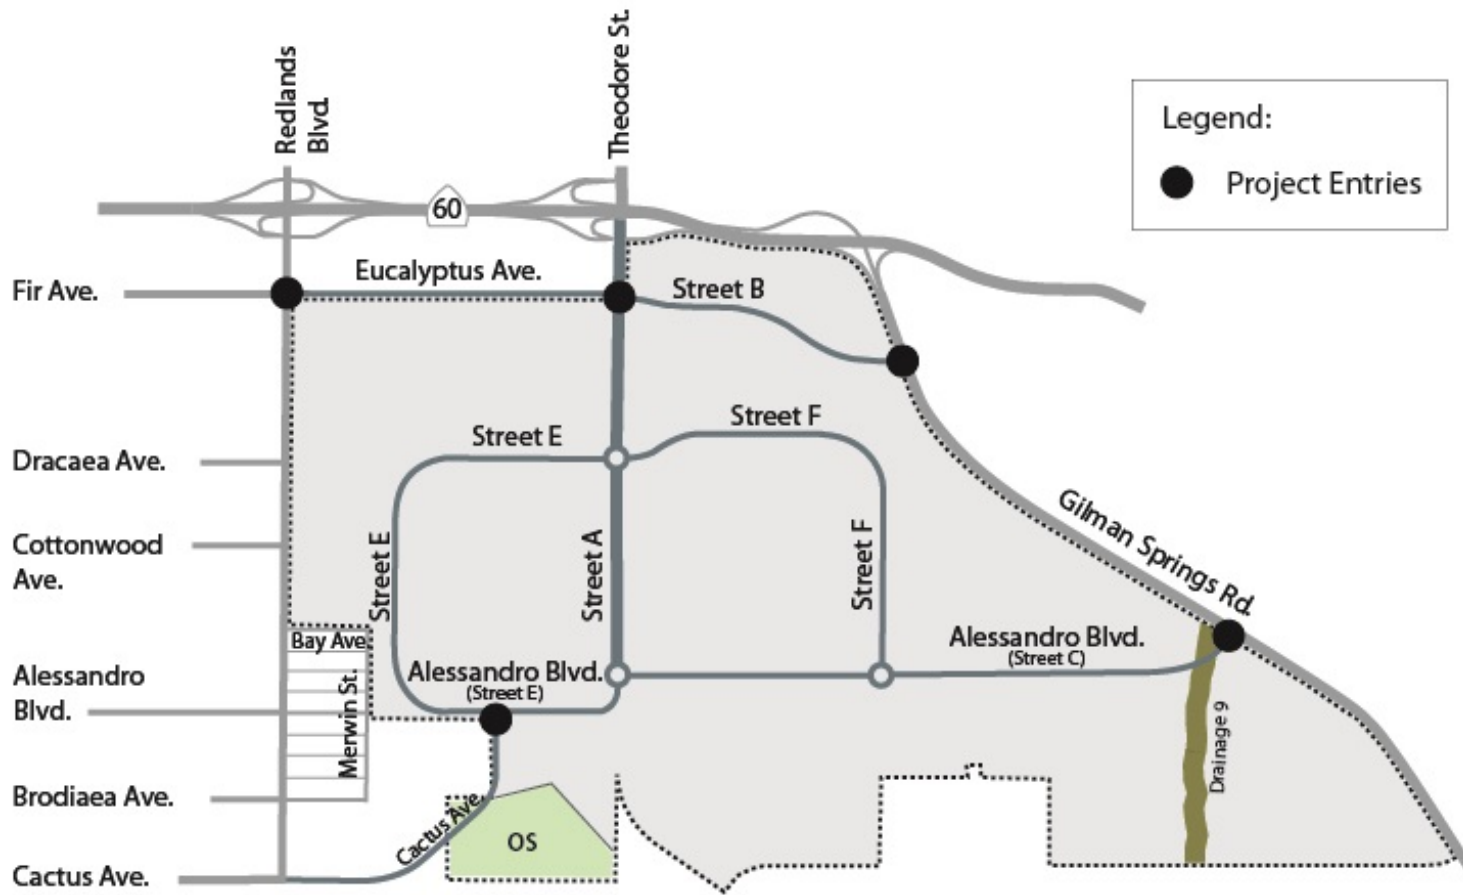 Redlands
Blvd.
Theodore St.
Legend:
Project Entries
60
Fir Ave.
Eucalyptus Ave.
Street B
Street F
Street E
Dracaea Ave.
Gilman Springs Rd.
Cottonwood
Ave.
Street E
Street A
Street F
Bay Ave
Alessandro Blvd.
(Street C)
Alessandro
Blvd.
Merwin St.
Alessandro Blvd.
(Street E)
Drainage 9
Brodiaea Ave.
Cactus Ave.
OS
Cactus Ave.